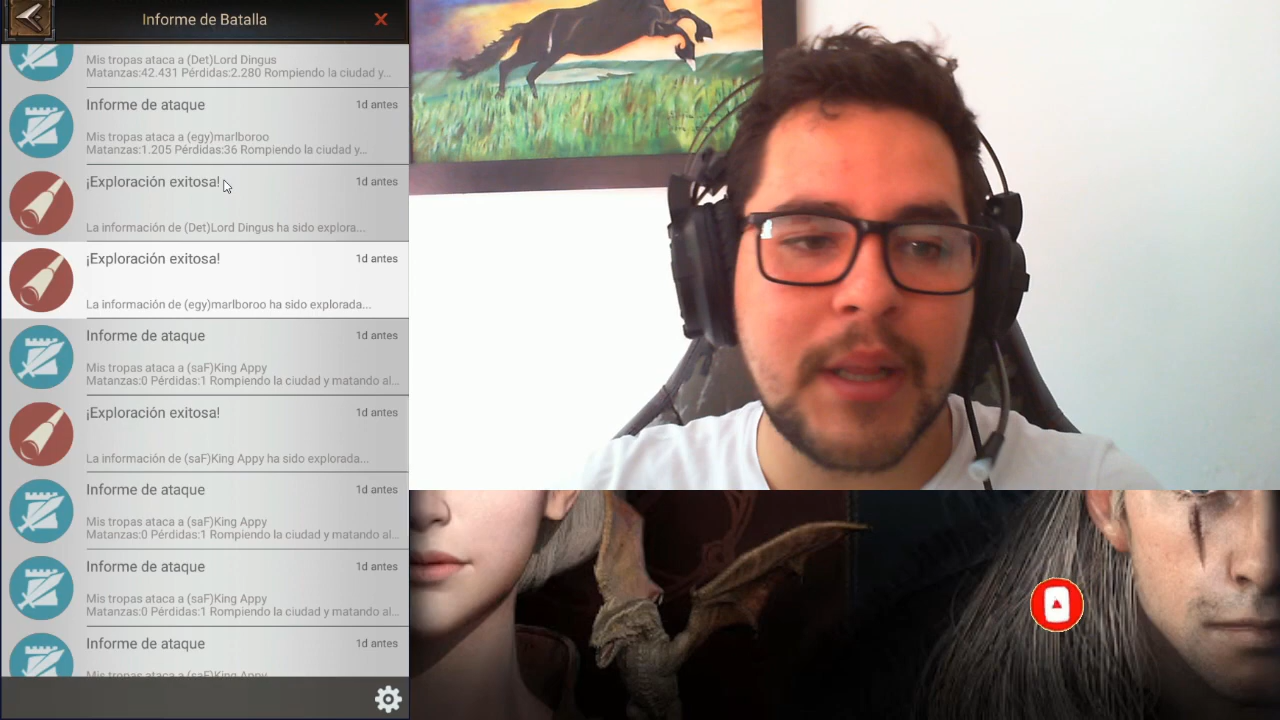 Informe de Batalla
Mis tropas ataca a (Det)Lord Dingus
Matanzas:42.431 Pérdidas:2.280 Rompiendo la ciudad y...
Informe de ataque 1d antes
Mis tropas ataca a (egy)marlboroo
Matanzas:1.205 Pérdidas:36 Rompiendo la ciudad y...
¡Exploración exitosa! 1d antes
La información de (Det)Lord Dingus ha sido explora...
¡Exploración exitosa! 1d antes
La información de (egy)marlboroo ha sido explorada...
Informe de ataque 1d antes
Mis tropas ataca a (saF)King Appy
Matanzas:0 Pérdidas:1 Rompiendo la ciudad y matando al...
¡Exploración exitosa! 1d antes
La información de (saF)King Appy ha sido explorada...
Informe de ataque 1d antes
Mis tropas ataca a (saF)King Appy
Matanzas:0 Pérdidas:1 Rompiendo la ciudad y matando al...
Informe de ataque 1d antes
Mis tropas ataca a (saF)King Appy
Matanzas:0 Pérdidas:1 Rompiendo la ciudad y matando al...
Informe de ataque 1d antes
Mis tropas ataca a (saF)King Appy